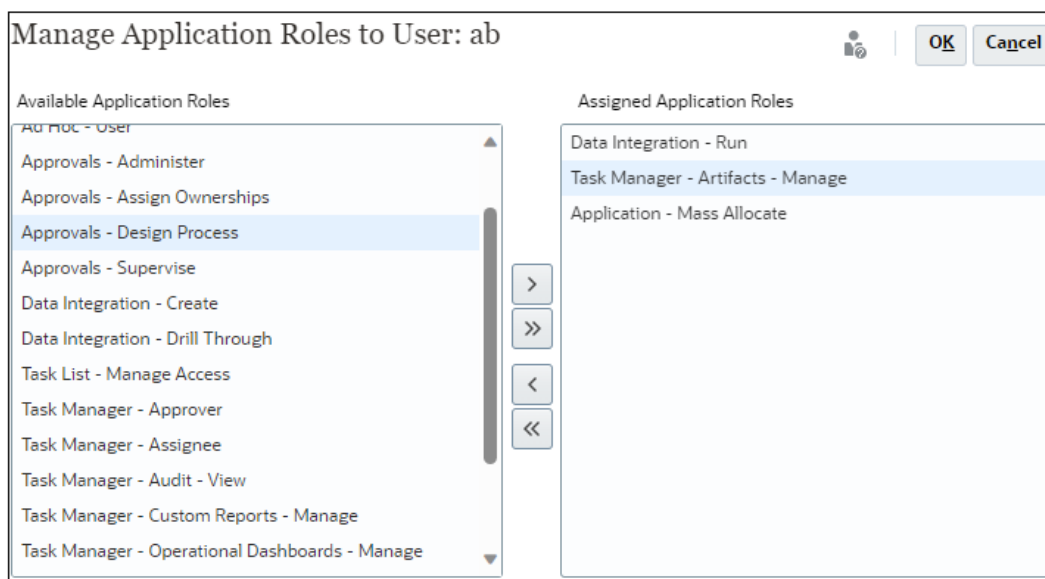 Manage Application Roles to User: ab
OK
Cancel
Available Application Roles
Ad Hoc - User
Approvals - Administer
Approvals - Assign Ownerships
Approvals - Design Process
Approvals - Supervise
Data Integration - Create
Data Integration - Drill Through
Task List - Manage Access
Task Manager - Approver
Task Manager - Assignee
Task Manager - Audit - View
Task Manager - Custom Reports - Manage
Task Manager - Operational Dashboards - Manage
Assigned Application Roles
Data Integration - Run
Task Manager - Artifacts - Manage
Application - Mass Allocate